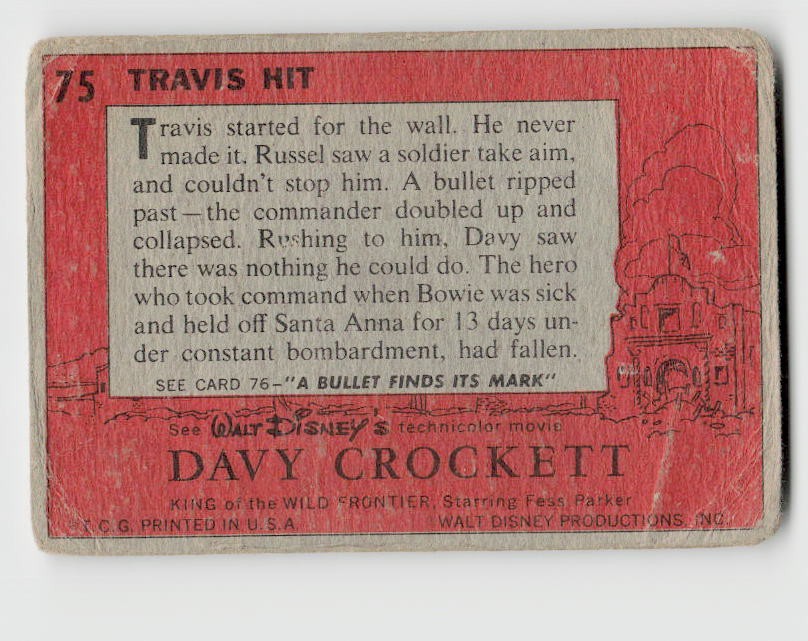 75 TRAVIS HIT
Travis started for the wall. He never
made it. Russel saw a soldier take aim,
and couldn't stop him. A bullet ripped
past—the commander doubled up and
collapsed. Rushing to him, Davy saw
there was nothing he could do. The hero
who took command when Bowie was sick
and held off Santa Anna for 13 days un-
der constant bombardment, had fallen.
SEE CARD 76-"A BULLET FINDS ITS MARK"
See WALT DISNEY'S technicolor movie
DAVY CROCKETT
KING of the WILD FRONTIER, Starring Fess Parker
T.C.G. PRINTED IN U.S.A. WALT DISNEY PRODUCTIONS, INC.